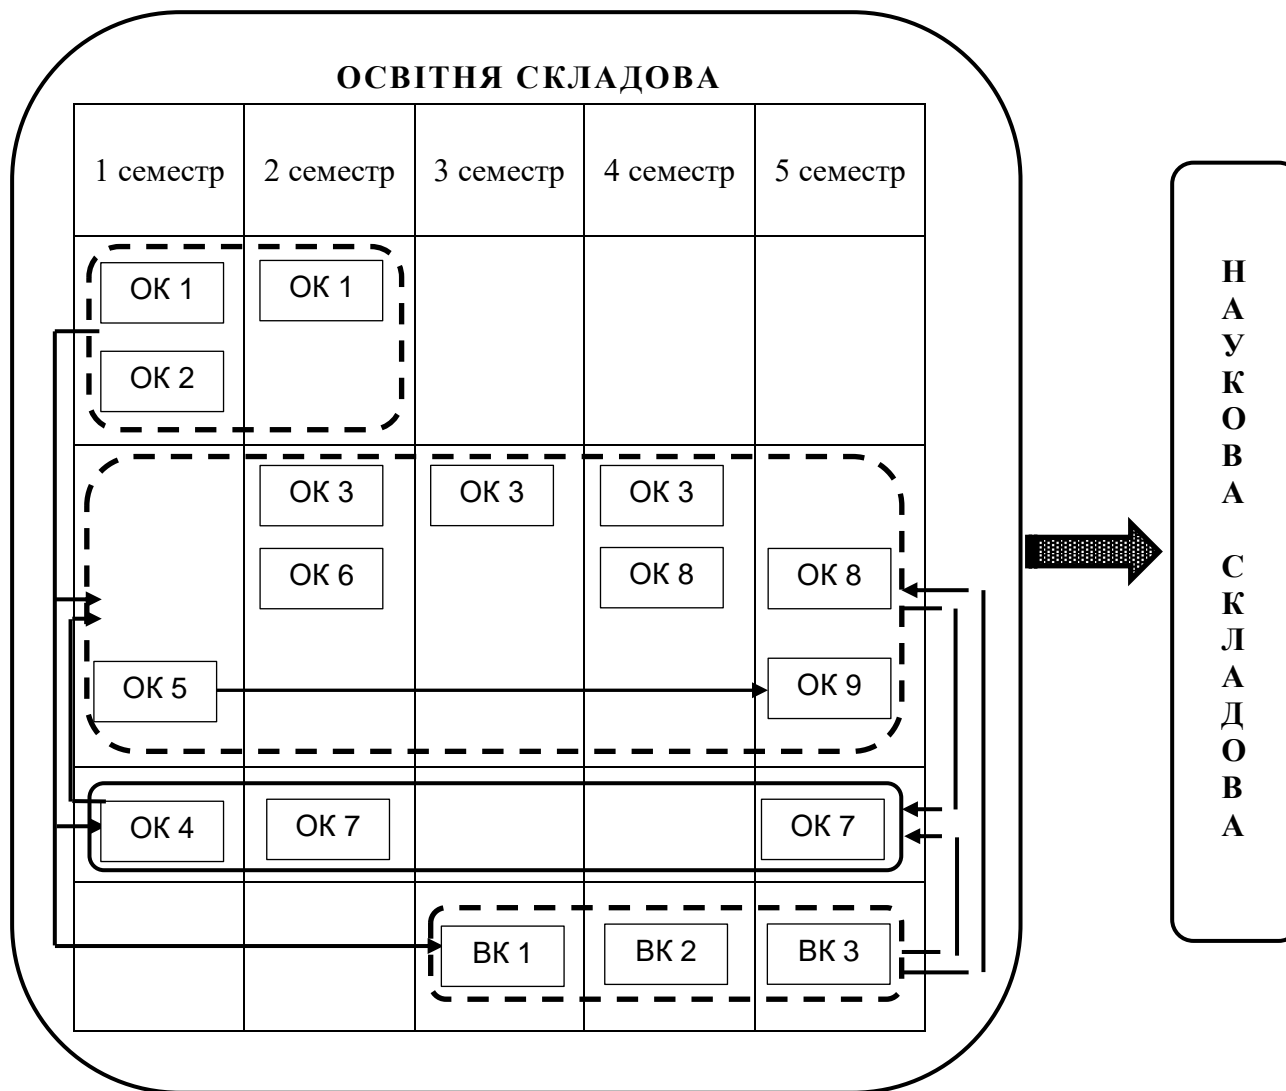 ОСВІТНЯ СКЛАДОВА
1 семестр 2 семестр 3 семестр 4 семестр 5 семестр
ОК 1 ОК 1
ОК 2
ОК 3 ОК 3 ОК 3
ОК 6 ОК 8 ОК 8
ОК 5 ОК 9
ОК 4 ОК 7 ОК 7
ВК 1 ВК 2 ВК 3
НАУКОВА СКЛАДОВА